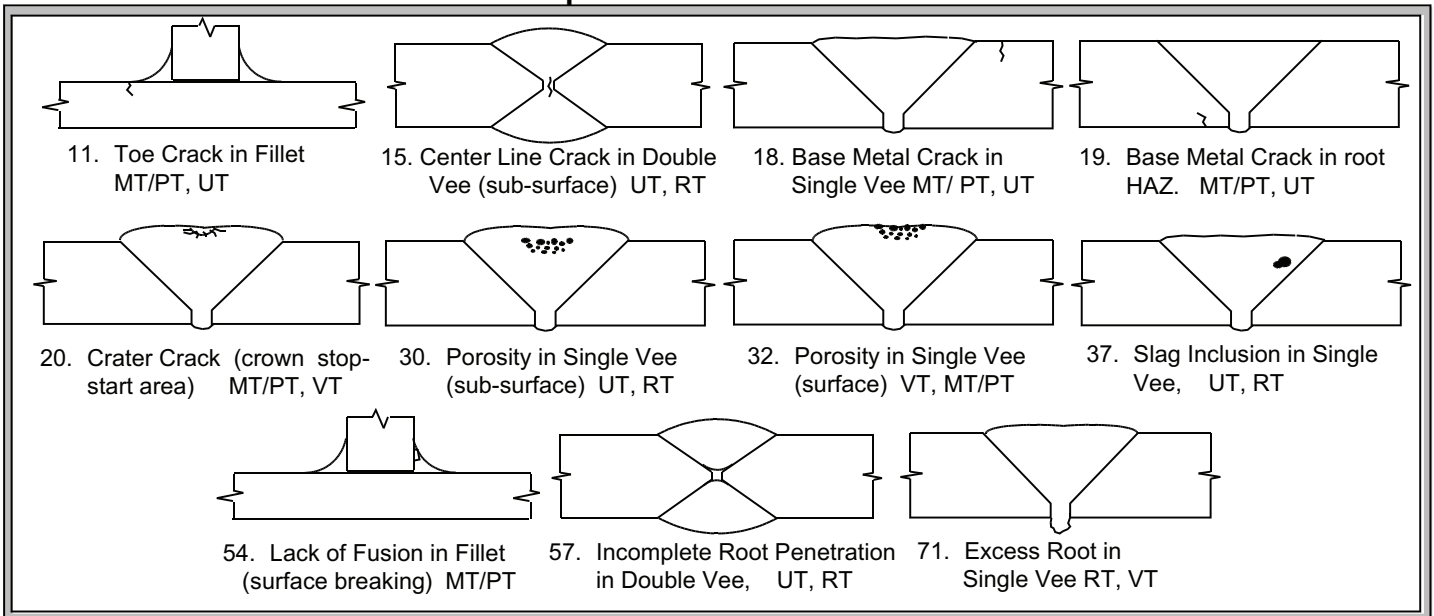 11. Toe Crack in Fillet
MT/PT, UT
15. Center Line Crack in Double
Vee (sub-surface) UT, RT
18. Base Metal Crack in
Single Vee MT/ PT, UT
19. Base Metal Crack in root
HAZ. MT/PT, UT
20. Crater Crack (crown stop-
start area) MT/PT, VT
30. Porosity in Single Vee
(sub-surface) UT, RT
32. Porosity in Single Vee
(surface) VT, MT/PT
37. Slag Inclusion in Single
Vee, UT, RT
54. Lack of Fusion in Fillet
(surface breaking) MT/PT
57. Incomplete Root Penetration
in Double Vee, UT, RT
71. Excess Root in
Single Vee RT, VT